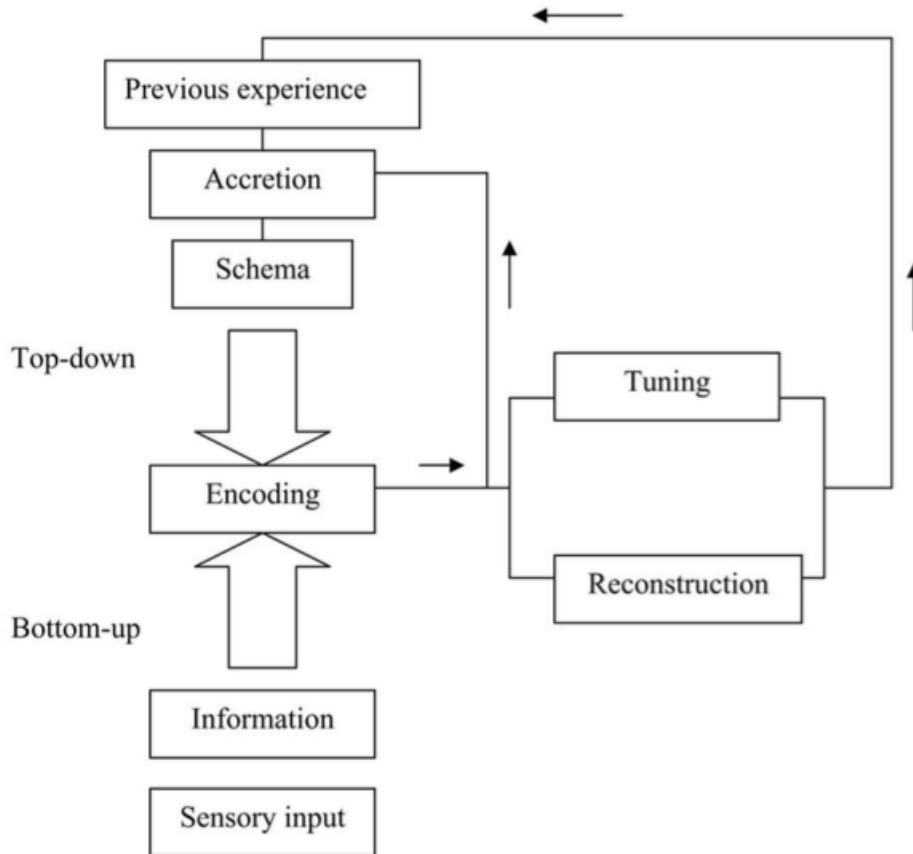 Previous experience
Accretion
Schema
Top-down
Tuning
Encoding
Reconstruction
Bottom-up
Information
Sensory input